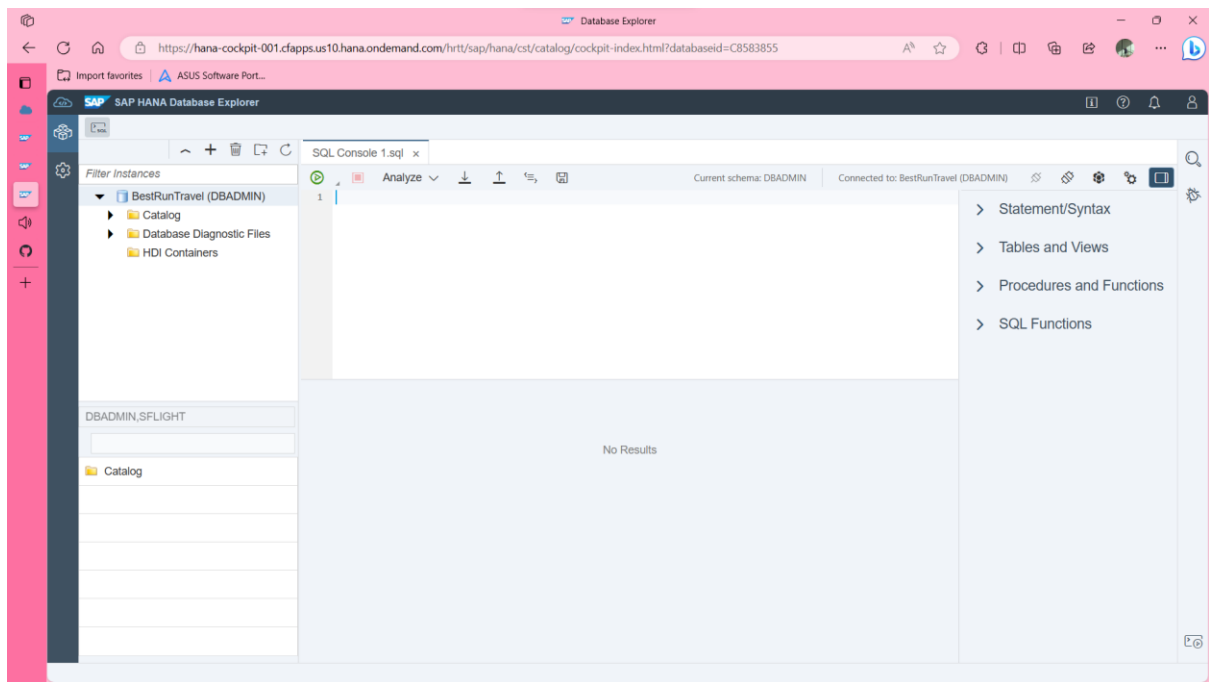 Database Explorer
https://hana-cockpit-001.cfapps.us10.hana.ondemand.com/hrtt/sap/hana/cst/catalog/cockpit-index.html?databaseid=C8583855
Import favorites
ASUS Software Port...
SAP SAP HANA Database Explorer
SQL Console 1.sql
Filter Instances
Analyze
Current schema: DBADMIN
Connected to: BestRunTravel (DBADMIN)
BestRunTravel (DBADMIN)
1
Catalog
Database Diagnostic Files
HDI Containers
Statement/Syntax
Tables and Views
Procedures and Functions
SQL Functions
DBADMIN,SFLIGHT
No Results
Catalog